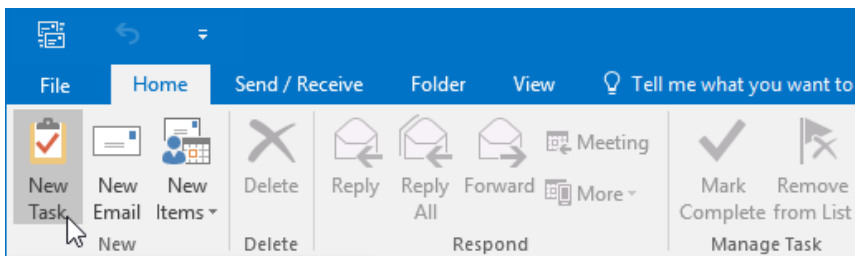 File Home Send / Receive Folder View Tell me what you want to
New Task New Email New Items Delete Reply Reply All Forward Meeting More Mark Complete Remove from List
New Delete Respond Manage Task